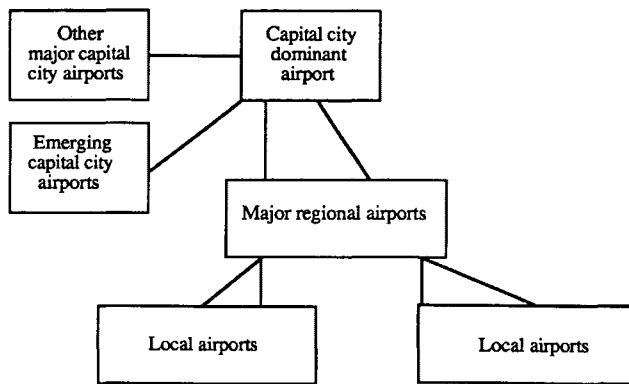 Other
major capital
city airports
Capital city
dominant
airport
Emerging
capital city
airports
Major regional airports
Local airports
Local airports